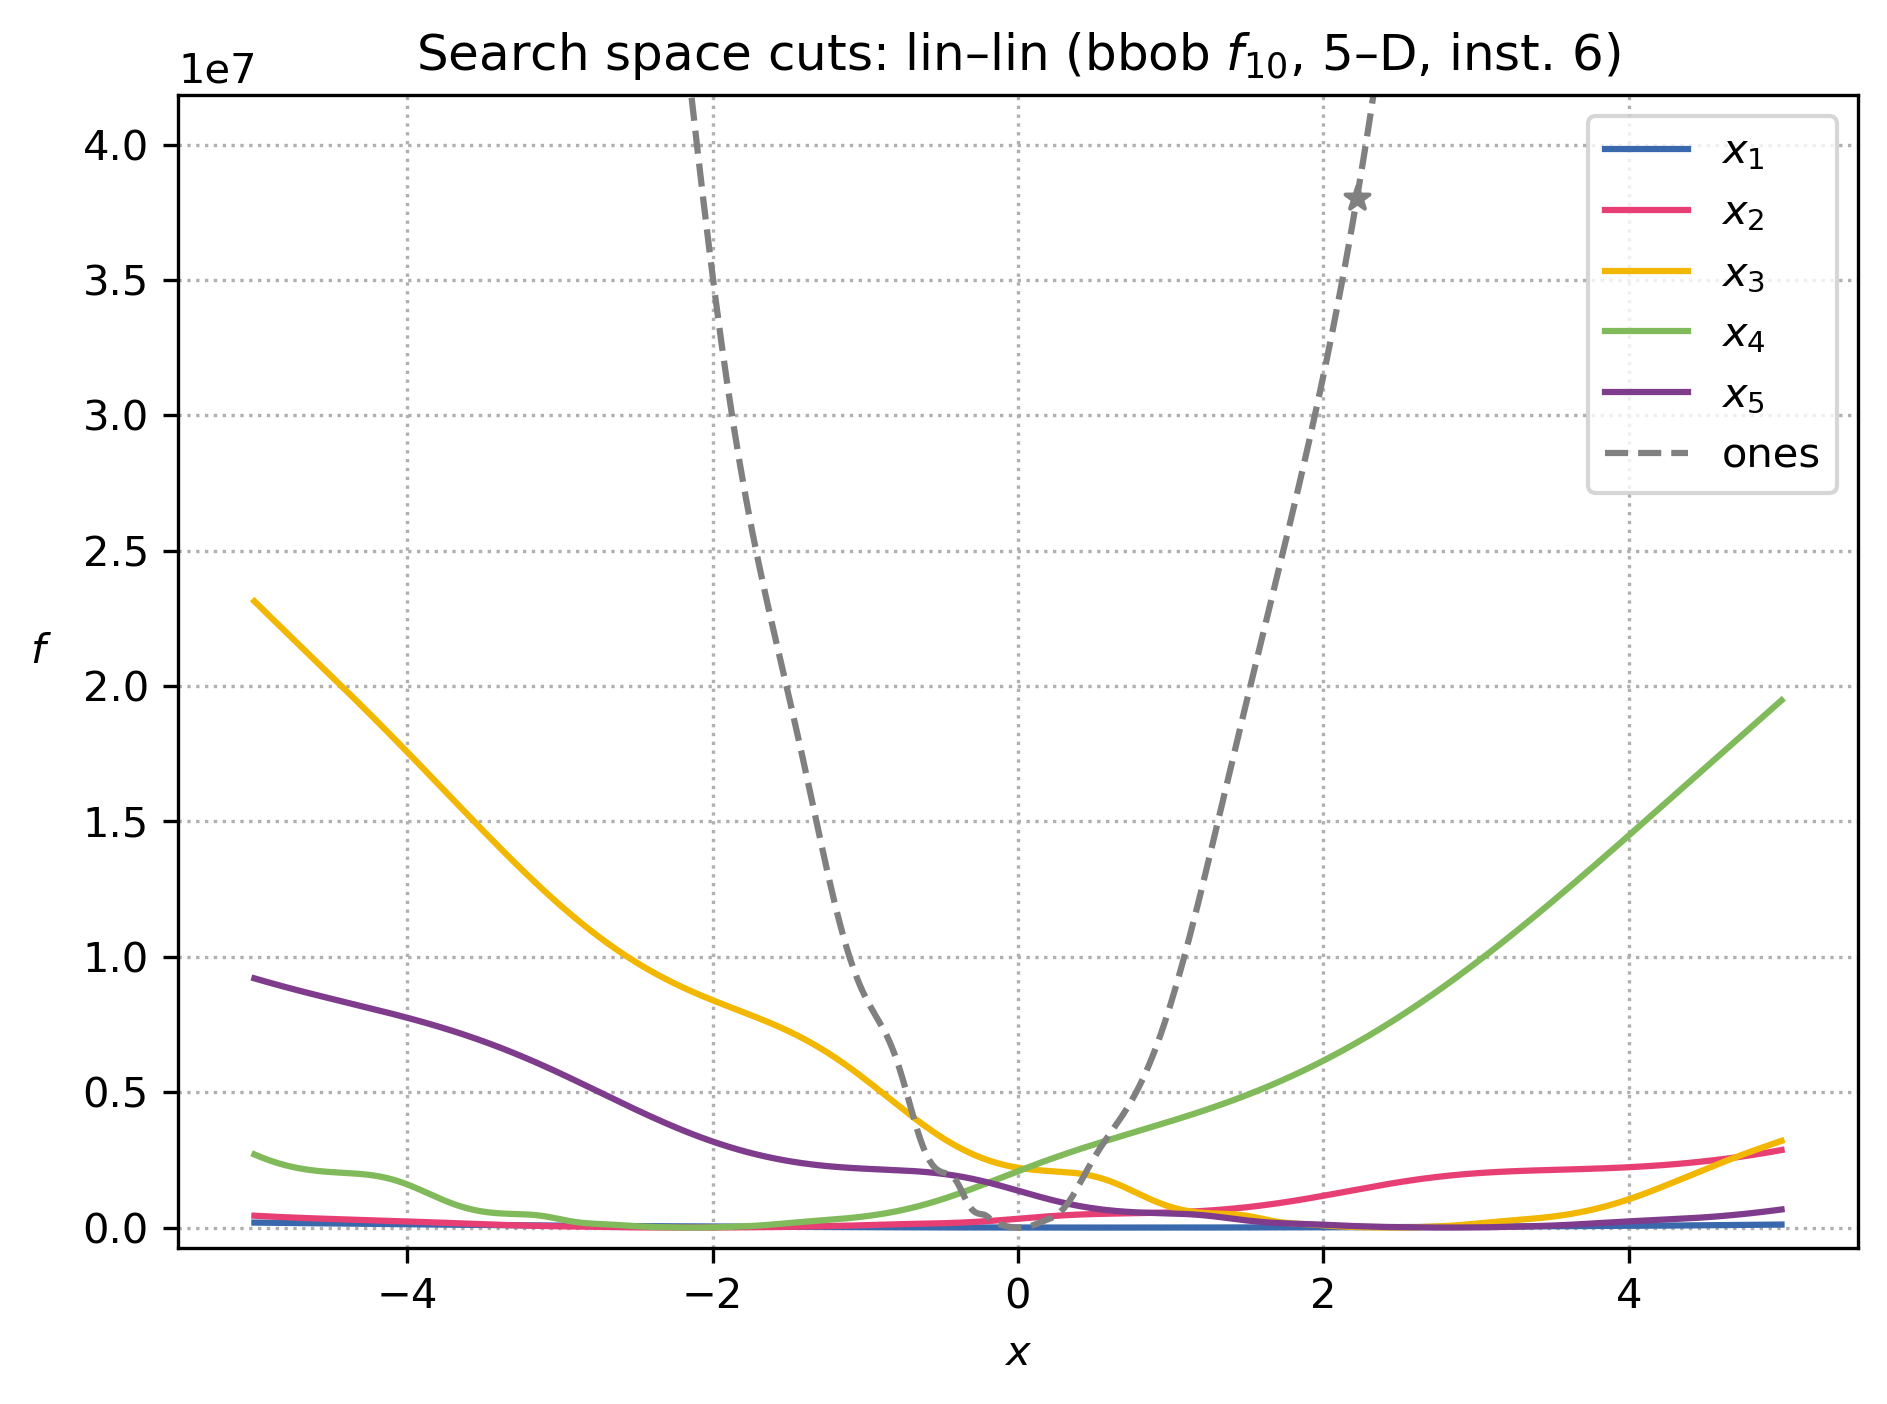 Search space cuts: lin–lin (bbob f₁₀, 5–D, inst. 6)
1e7
4.0
3.5
3.0
2.5
2.0
1.5
1.0
0.5
0.0
f
−4
−2
0
2
4
x
x₁
x₂
x₃
x₄
x₅
ones